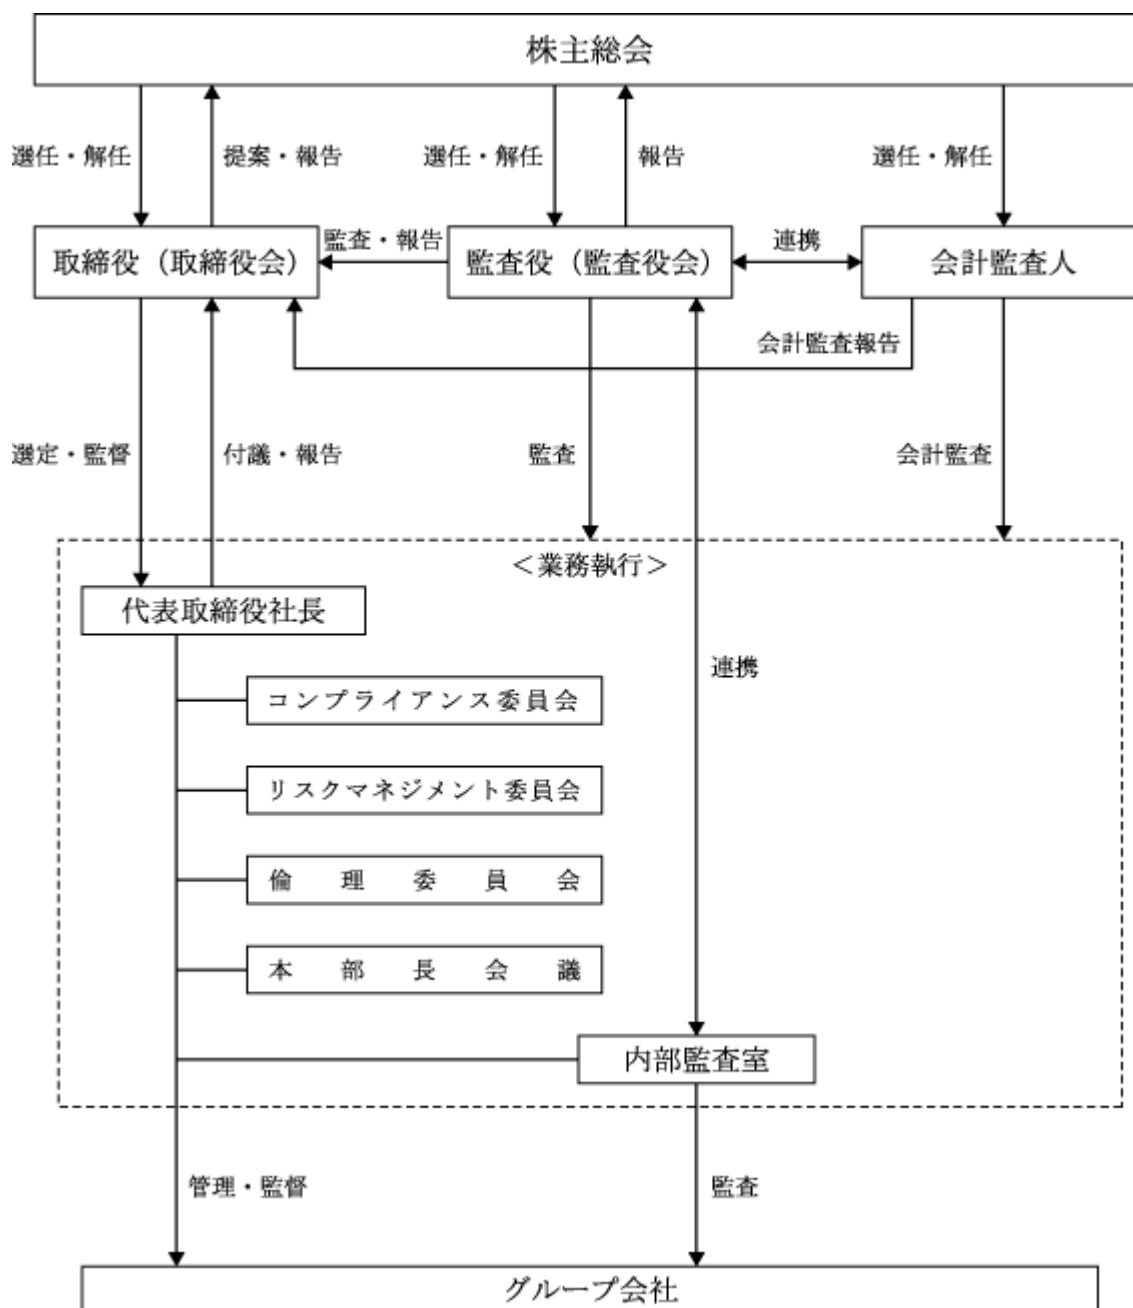 株主総会
選任・解任
提案・報告
選任・解任
報告
選任・解任
取締役（取締役会）
監査・報告
監査役（監査役会）
連携
会計監査人
会計監査報告
選定・監督
付議・報告
監査
会計監査
＜業務執行＞
代表取締役社長
連携
コンプライアンス委員会
リスクマネジメント委員会
倫理委員会
本部長会議
内部監査室
管理・監督
監査
グループ会社